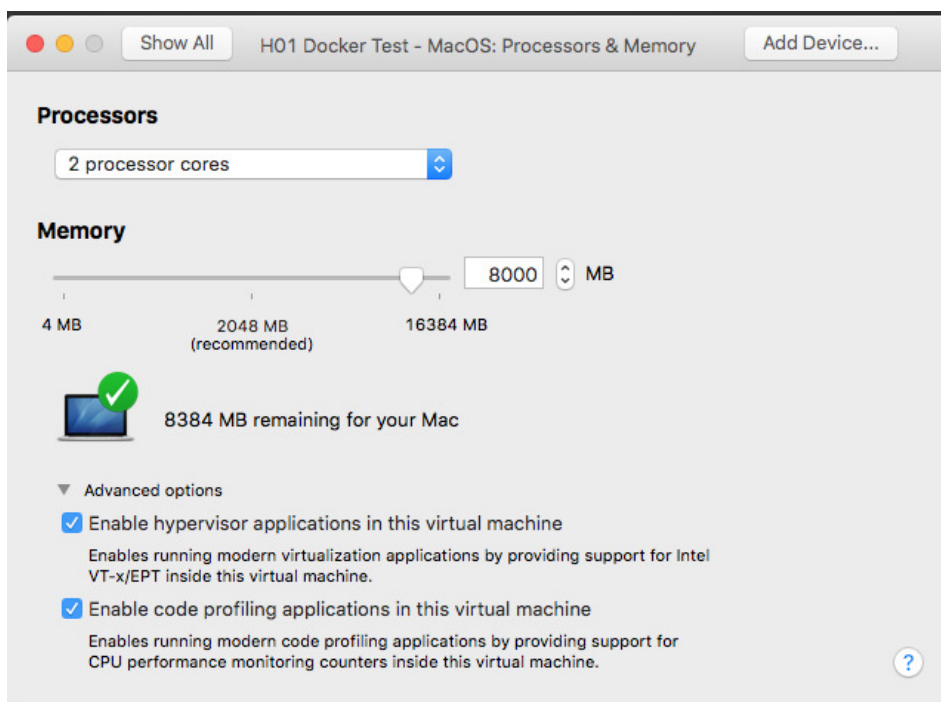 Show All H01 Docker Test - MacOS: Processors & Memory Add Device...
Processors
2 processor cores
Memory
8000 MB
4 MB 2048 MB 16384 MB
(recommended)
8384 MB remaining for your Mac
Advanced options
Enable hypervisor applications in this virtual machine
Enables running modern virtualization applications by providing support for Intel
VT-x/EPT inside this virtual machine.
Enable code profiling applications in this virtual machine
Enables running modern code profiling applications by providing support for
CPU performance monitoring counters inside this virtual machine.
?